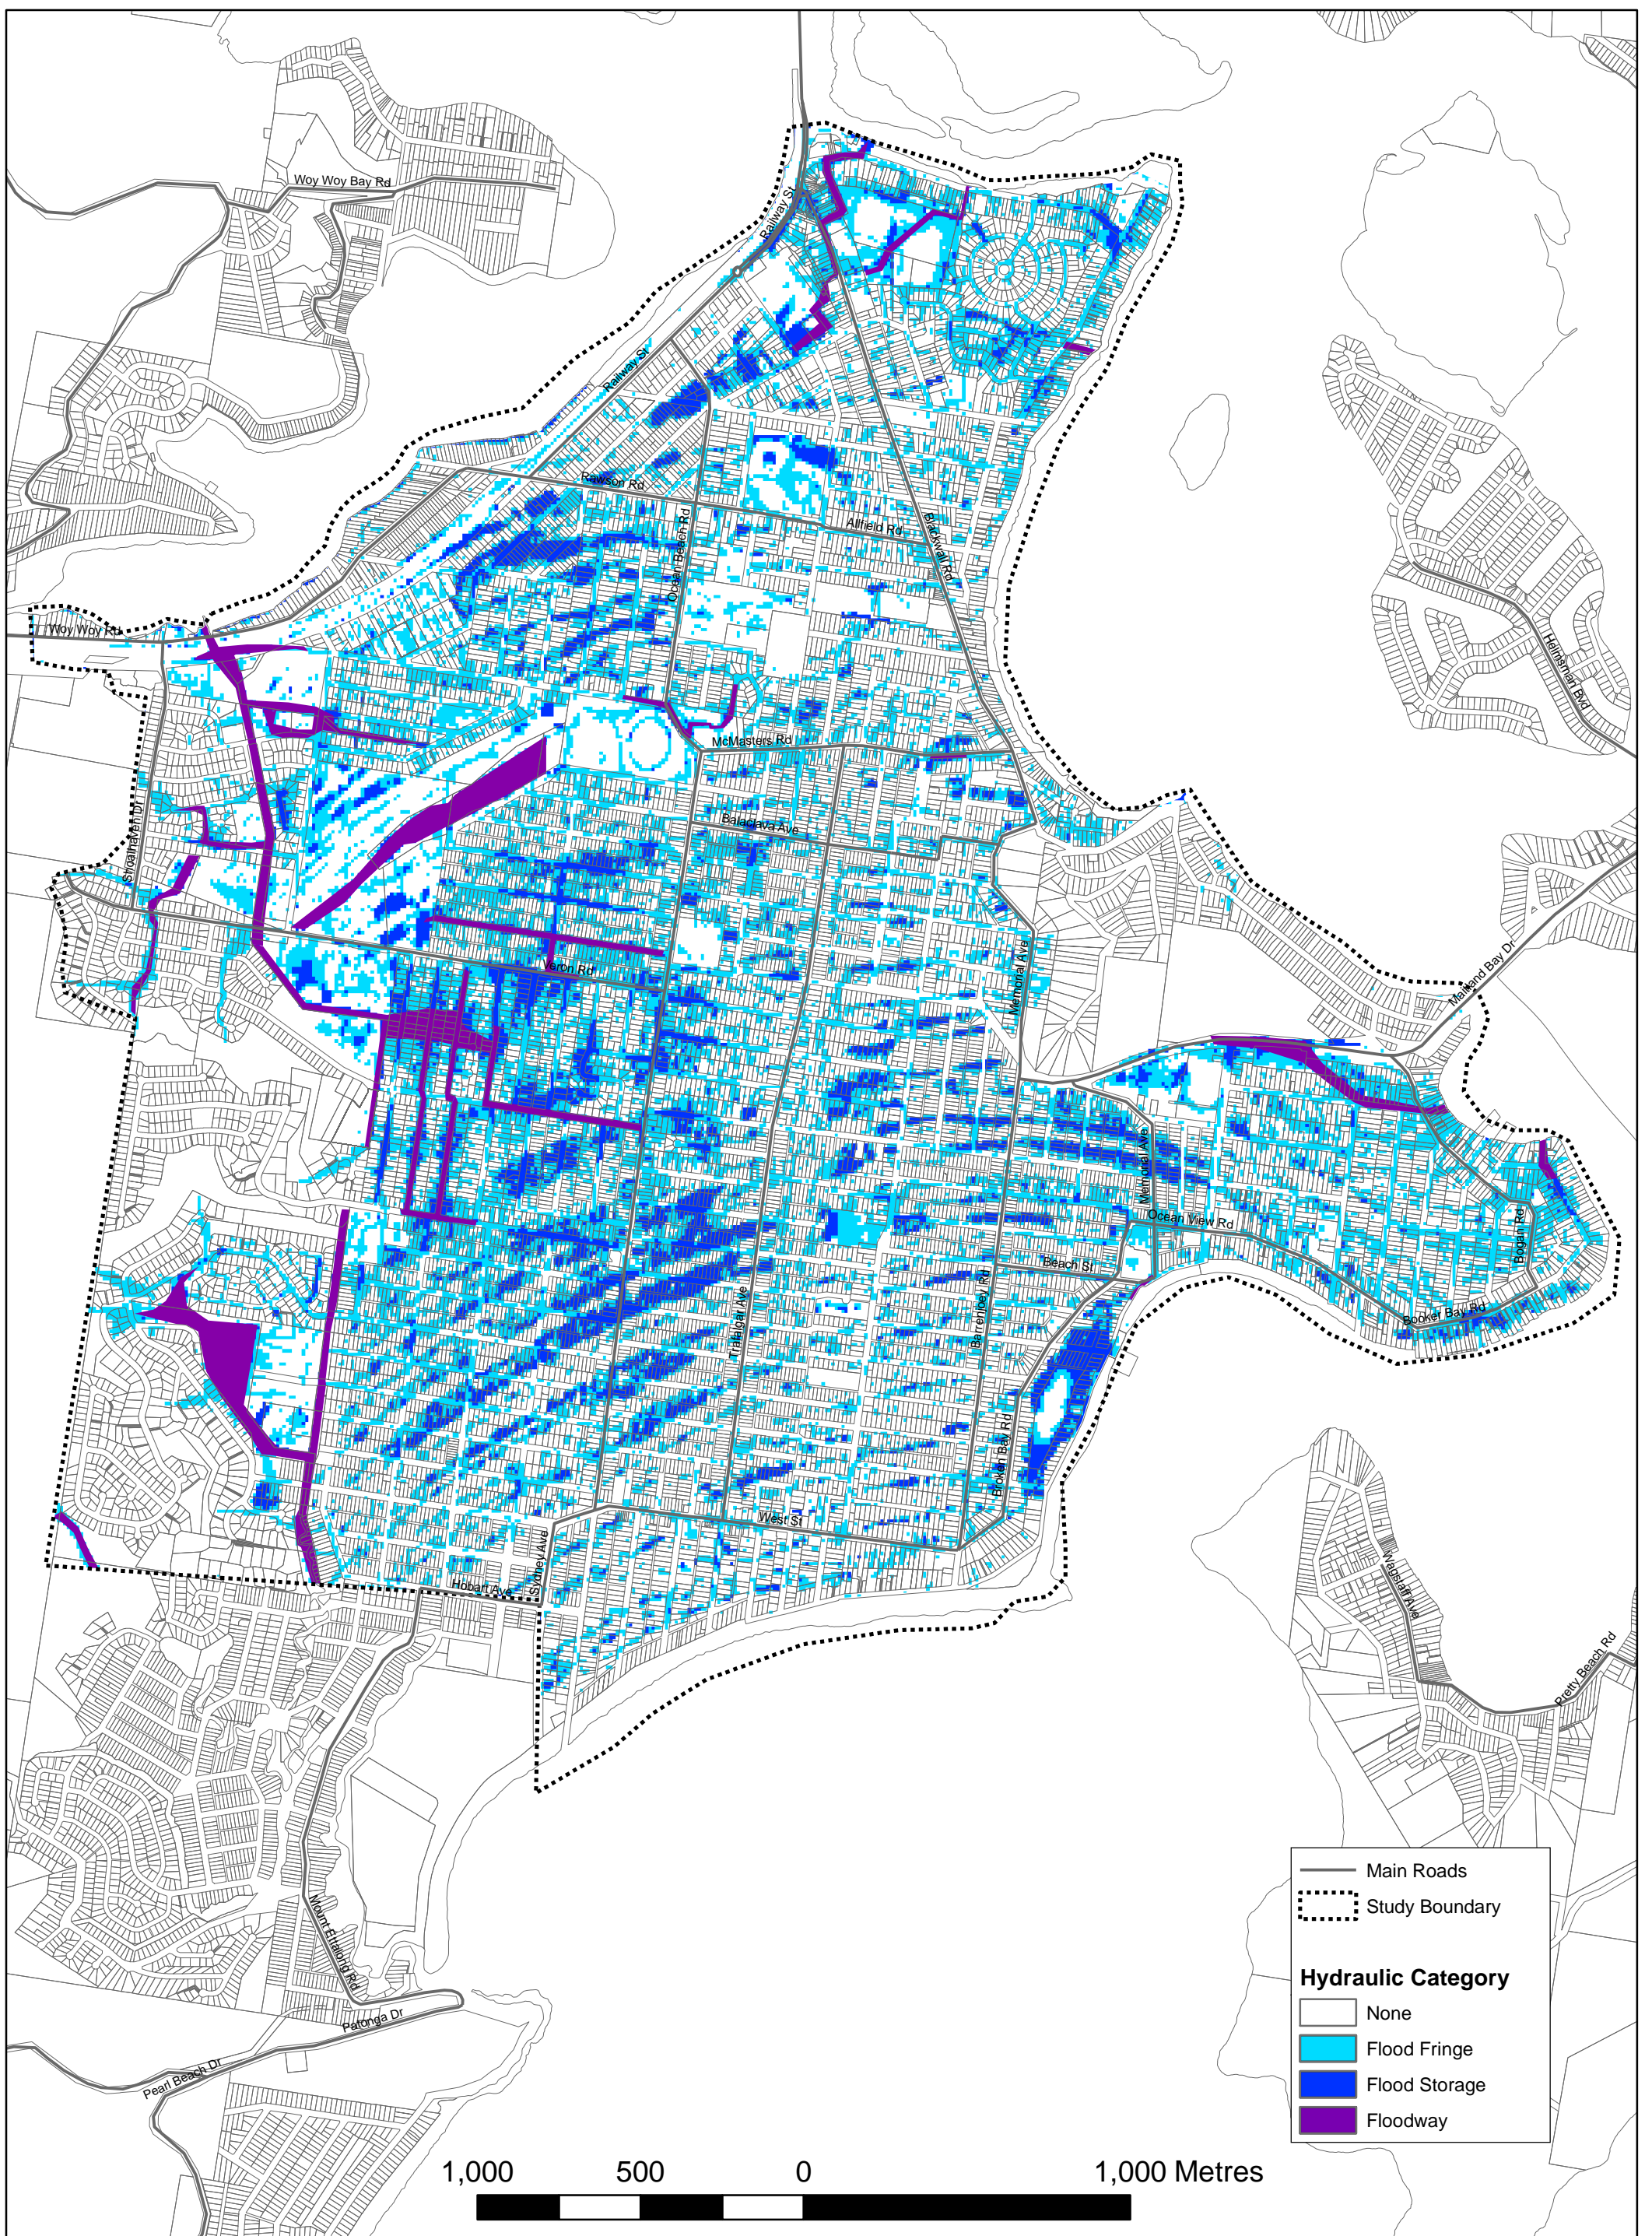 Woy Woy Bay Rd
Railway St
Railway St
Rawson Rd
Allfield Rd
Ocean Beach Rd
Blackwall Rd
Woy Woy Rd
Helmsman Bvd
McMasters Rd
Shoalhaven Dr
Balaclava Ave
Memorial Ave
Veron Rd
Maitland Bay Dr
Memorial Ave
Ocean View Rd
Bogan Rd
Beach St
Barrenjoey Rd
Trafalgar Ave
Booker Bay Rd
Broken Bay Rd
West St
Sydney Ave
Hobart Ave
Wagstaff Ave
Pretty Beach Rd
Mount Ettalong Rd
Patonga Dr
Pearl Beach Dr
Main Roads
Study Boundary
Hydraulic Category
None
Flood Fringe
Flood Storage
Floodway
1,000 500 0 1,000 Metres